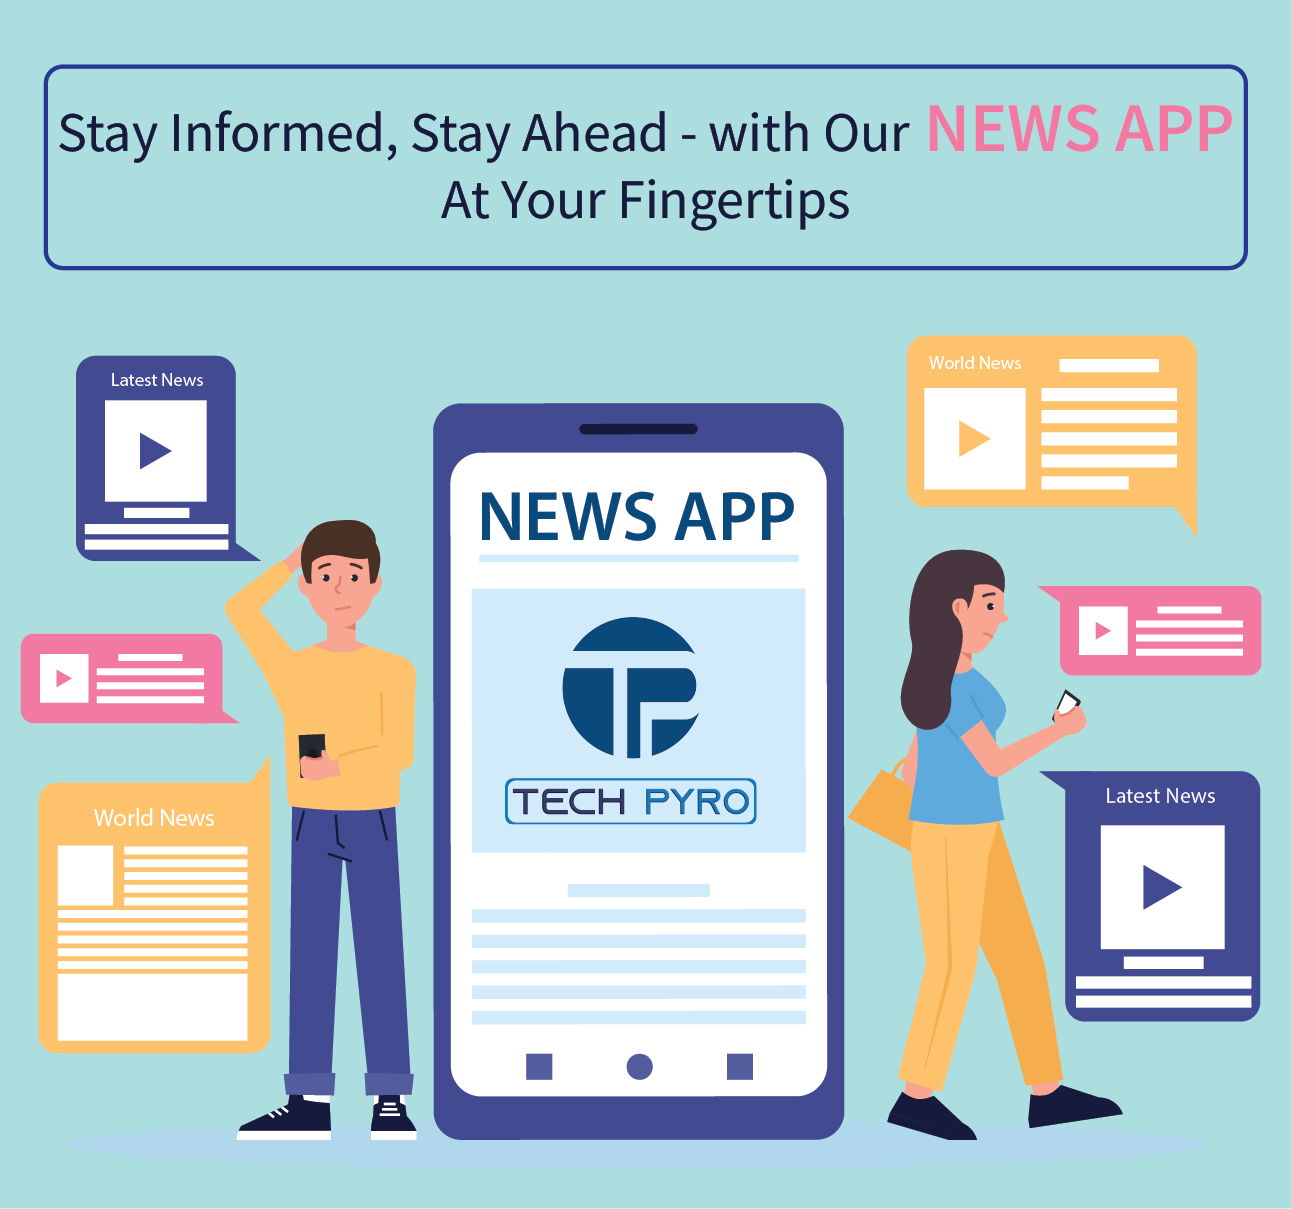 Stay Informed, Stay Ahead - with Our NEWS APP
At Your Fingertips
Latest News
World News
NEWS APP
TP
TECH PYRO
World News
Latest News